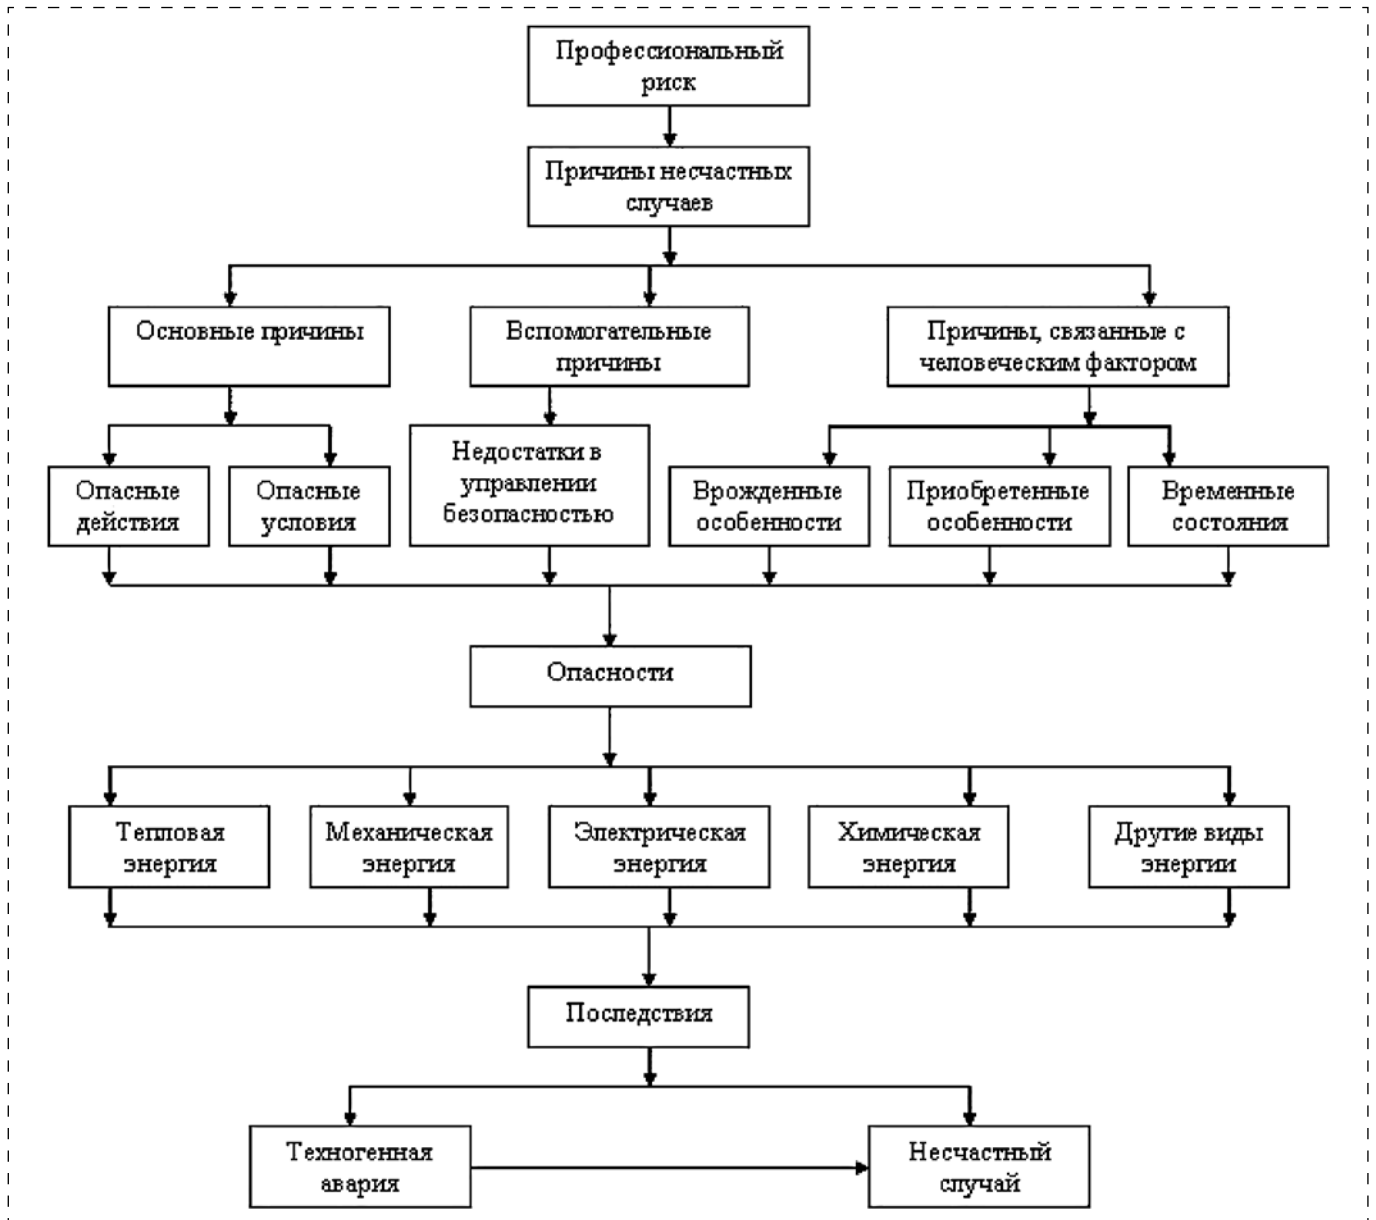 Профессиональный
риск
Причины несчастных
случаев
Основные причины
Вспомогательные
причины
Причины, связанные с
человеческим фактором
Опасные
действия
Опасные
условия
Недостатки в
управлении
безопасностью
Врожденные
особенности
Приобретенные
особенности
Временные
состояния
Опасности
Тепловая
энергия
Механическая
энергия
Электрическая
энергия
Химическая
энергия
Другие виды
энергии
Последствия
Техногенная
авария
Несчастный
случай